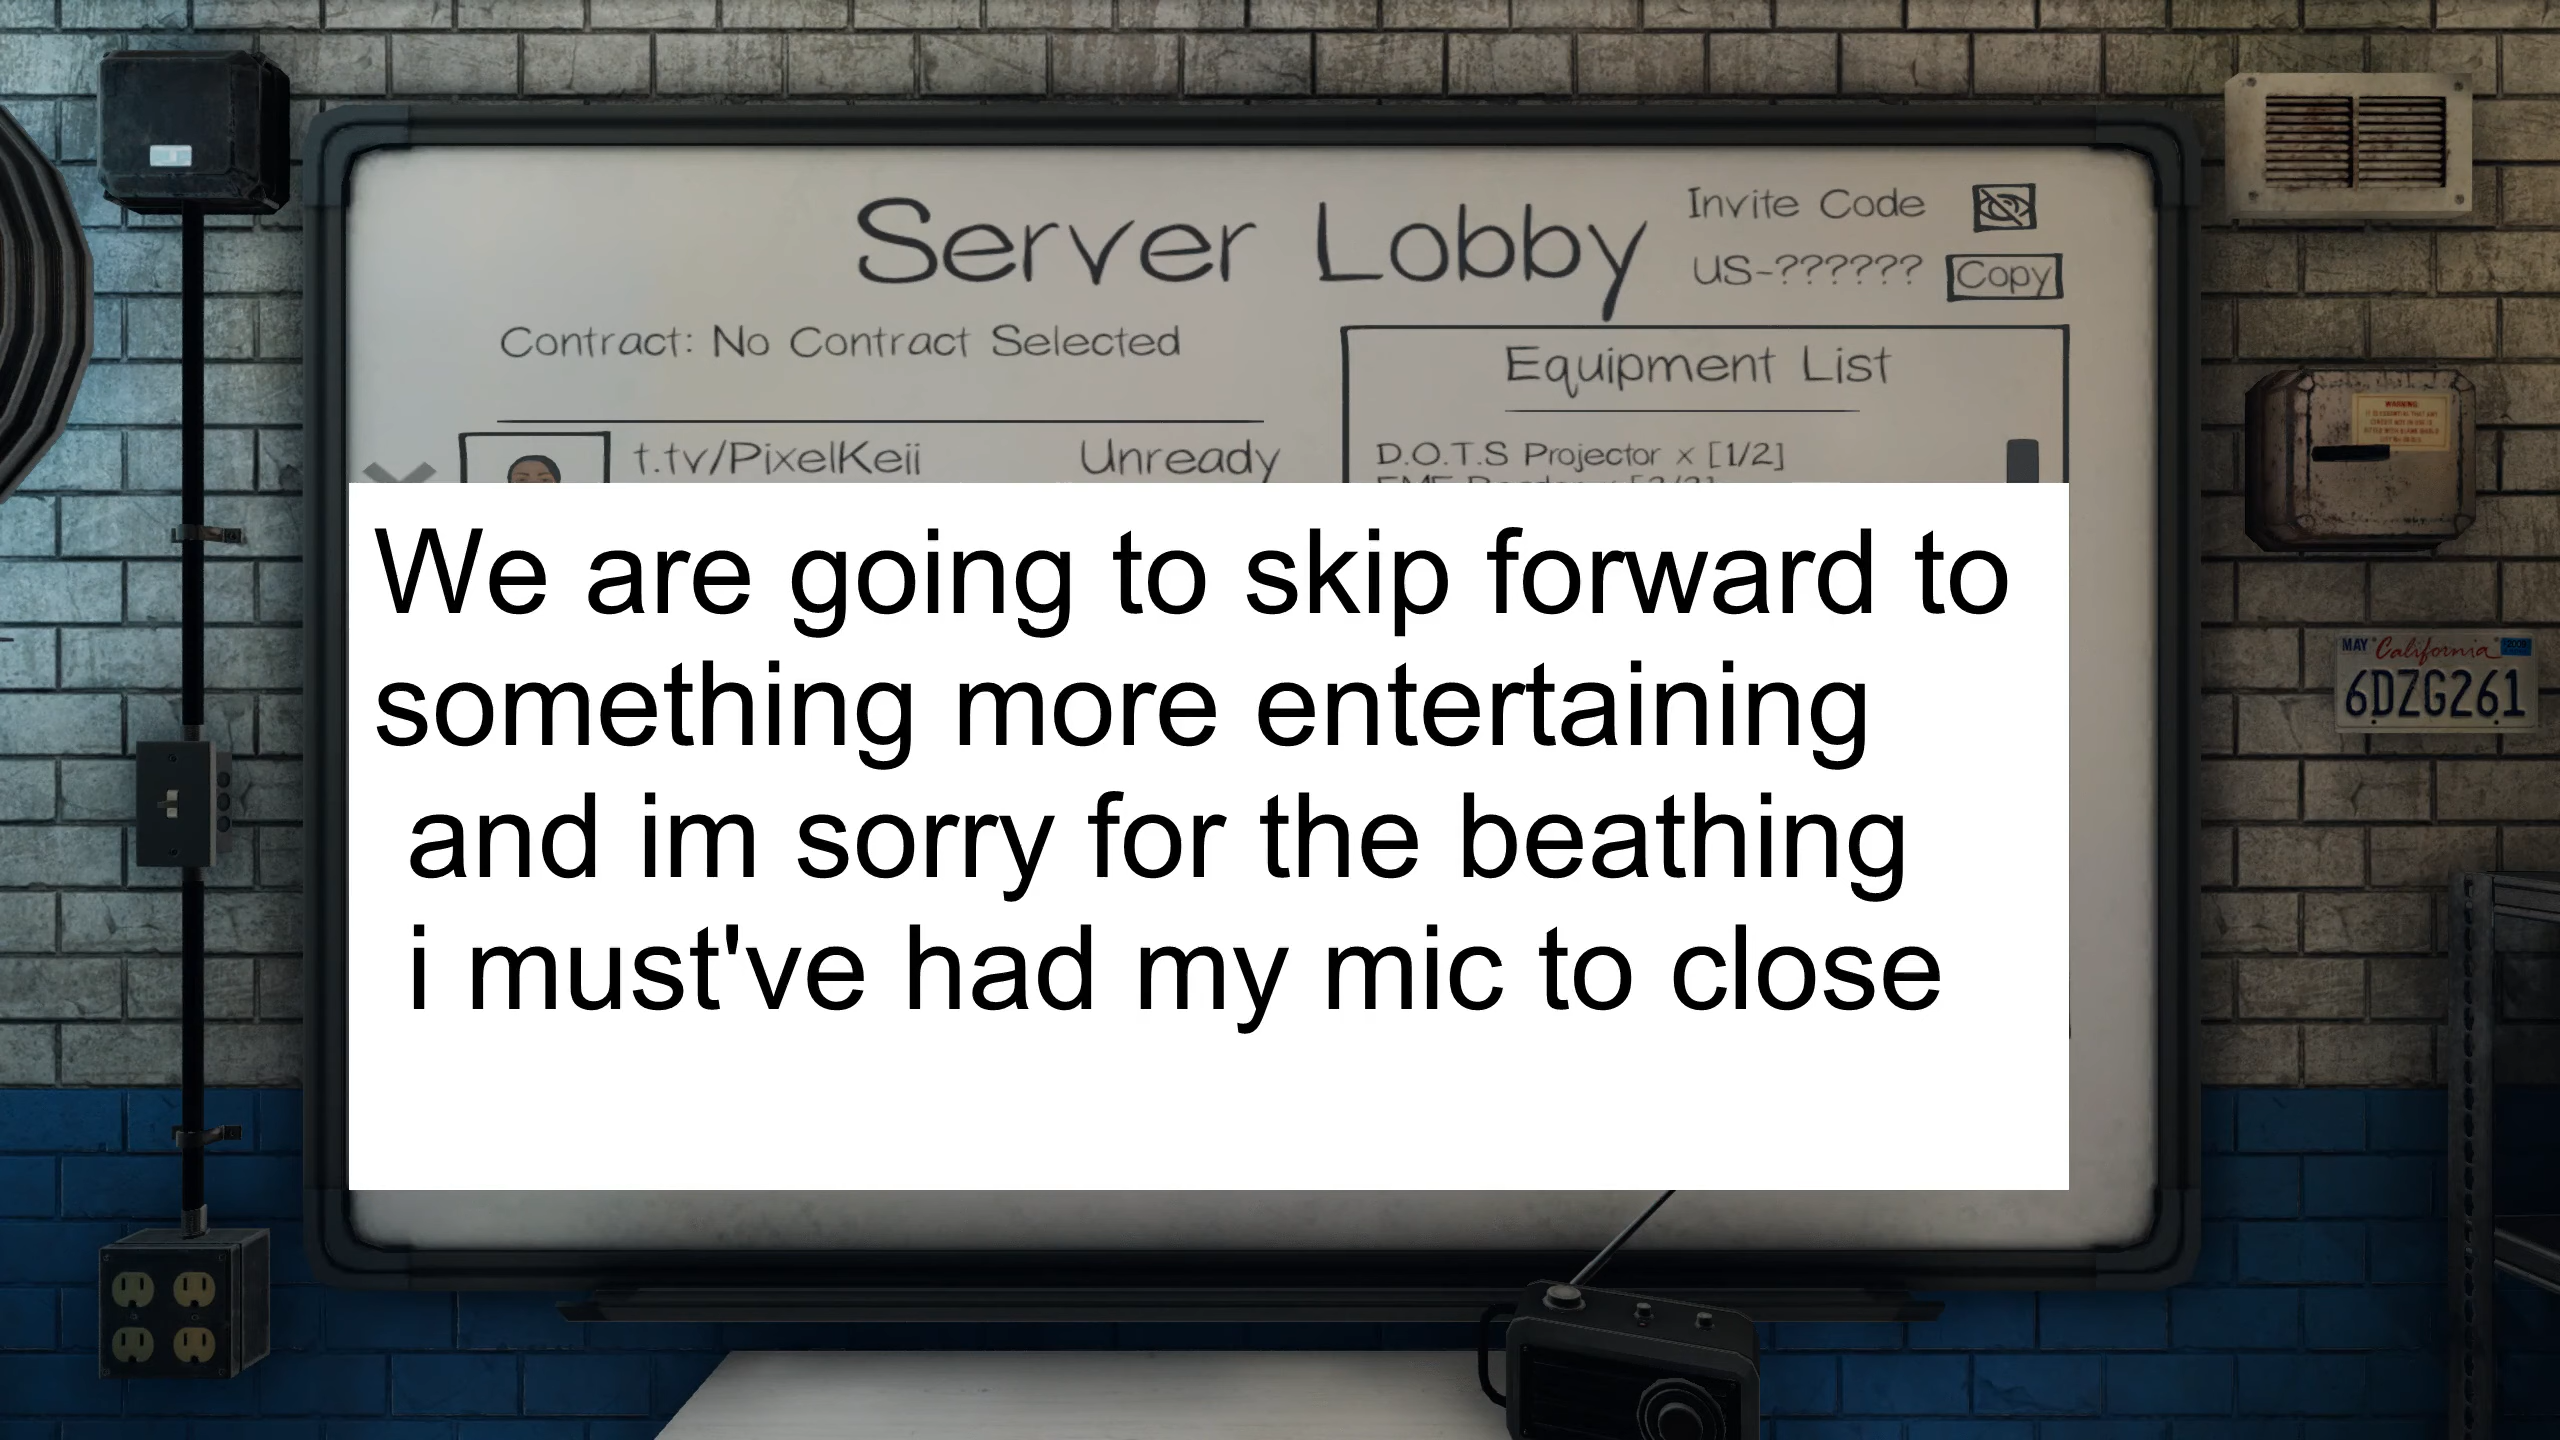 Server Lobby
Invite Code
US-??????
Copy
Contract: No Contract Selected
Equipment List
t.tv/PixelKeii
Unready
D.O.T.S Projector x [1/2]
We are going to skip forward to
something more entertaining
and im sorry for the beathing
i must've had my mic to close
WARNING
MAY California
6DZG261